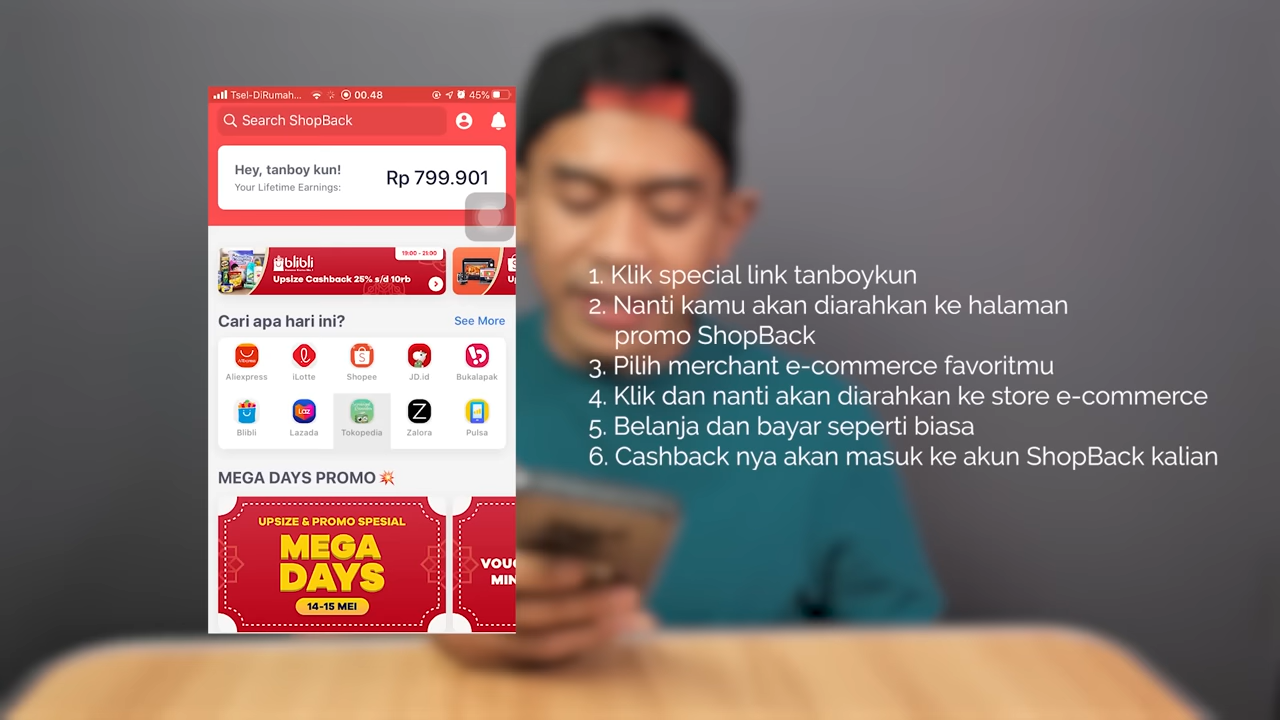 Tsel-DiRumah... 00.48 45%
Search ShopBack
Hey, tanboy kun!
Your Lifetime Earnings:
Rp 799.901
19:00 - 21:00
blibli
Upsize Cashback 25% s/d 10rb
Cari apa hari ini?
See More
Aliexpress iLotte Shopee JD.id Bukalapak
Blibli Lazada Tokopedia Zalora Pulsa
MEGA DAYS PROMO
UPSIZE & PROMO SPESIAL
MEGA
DAYS
14-15 MEI
1. Klik special link tanboykun
2. Nanti kamu akan diarahkan ke halaman
promo ShopBack
3. Pilih merchant e-commerce favoritmu
4. Klik dan nanti akan diarahkan ke store e-commerce
5. Belanja dan bayar seperti biasa
6. Cashback nya akan masuk ke akun ShopBack kalian